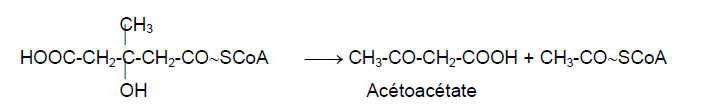 CH₃
HOOC-CH₂-C-CH₂-CO~SCoA ⟶ CH₃-CO-CH₂-COOH + CH₃-CO~SCoA
OH Acétoacétate